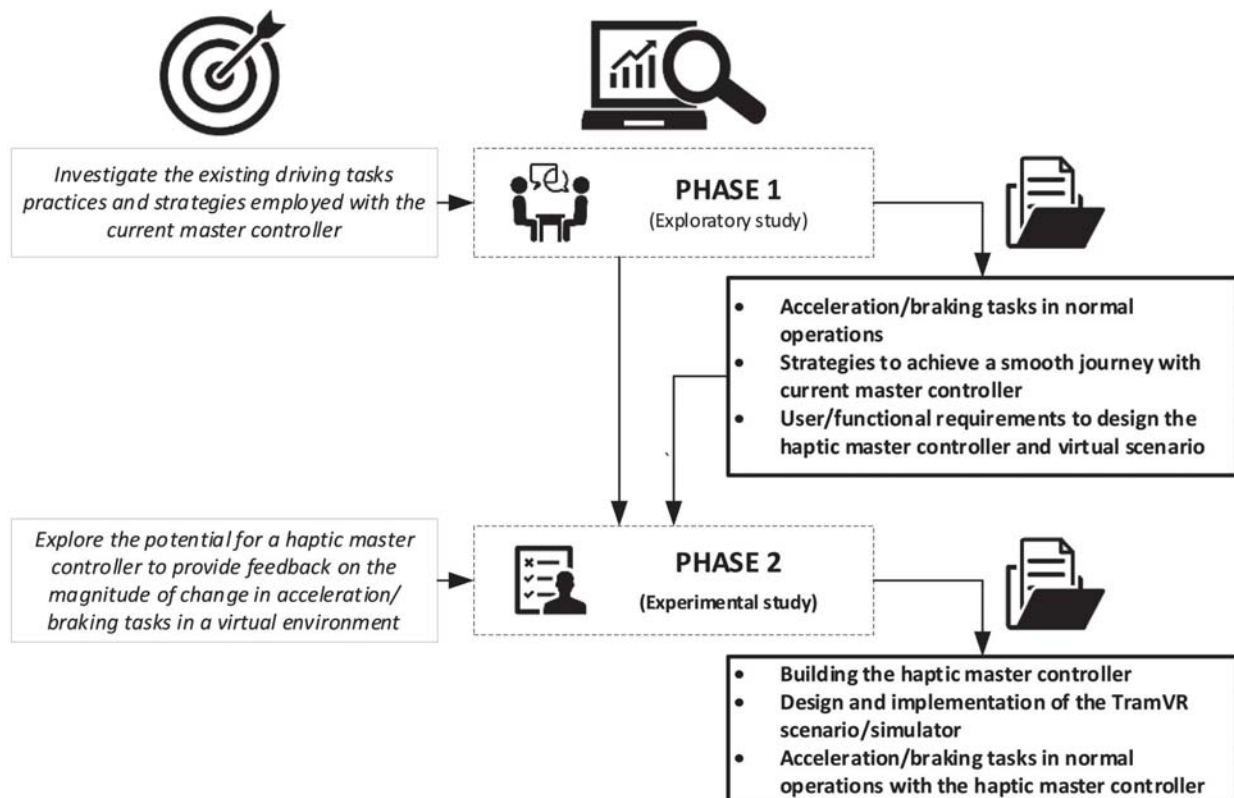 Investigate the existing driving tasks
practices and strategies employed with the
current master controller
PHASE 1
(Exploratory study)
• Acceleration/braking tasks in normal
operations
• Strategies to achieve a smooth journey with
current master controller
• User/functional requirements to design the
haptic master controller and virtual scenario
Explore the potential for a haptic master
controller to provide feedback on the
magnitude of change in acceleration/
braking tasks in a virtual environment
PHASE 2
(Experimental study)
• Building the haptic master controller
• Design and implementation of the TramVR
scenario/simulator
• Acceleration/braking tasks in normal
operations with the haptic master controller